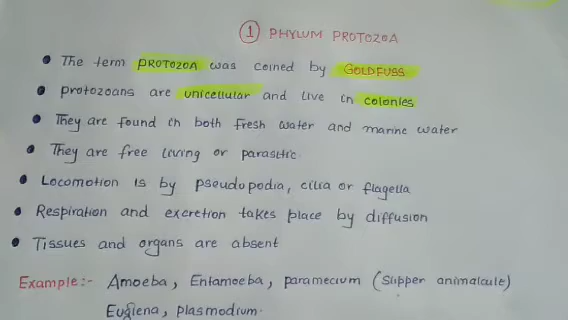 ① PHYLUM PROTOZOA
• The term PROTOZOA was coined by GOLDFUSS
• protozoans are unicellular and live in colonies
• They are found in both fresh water and marine water
• They are free living or parasitic.
• Locomotion is by pseudopodia, cilia or flagella
• Respiration and excretion takes place by diffusion
• Tissues and organs are absent
Example:- Amoeba, Entamoeba, paramecium (Slipper animalcule)
Euglena, plasmodium.